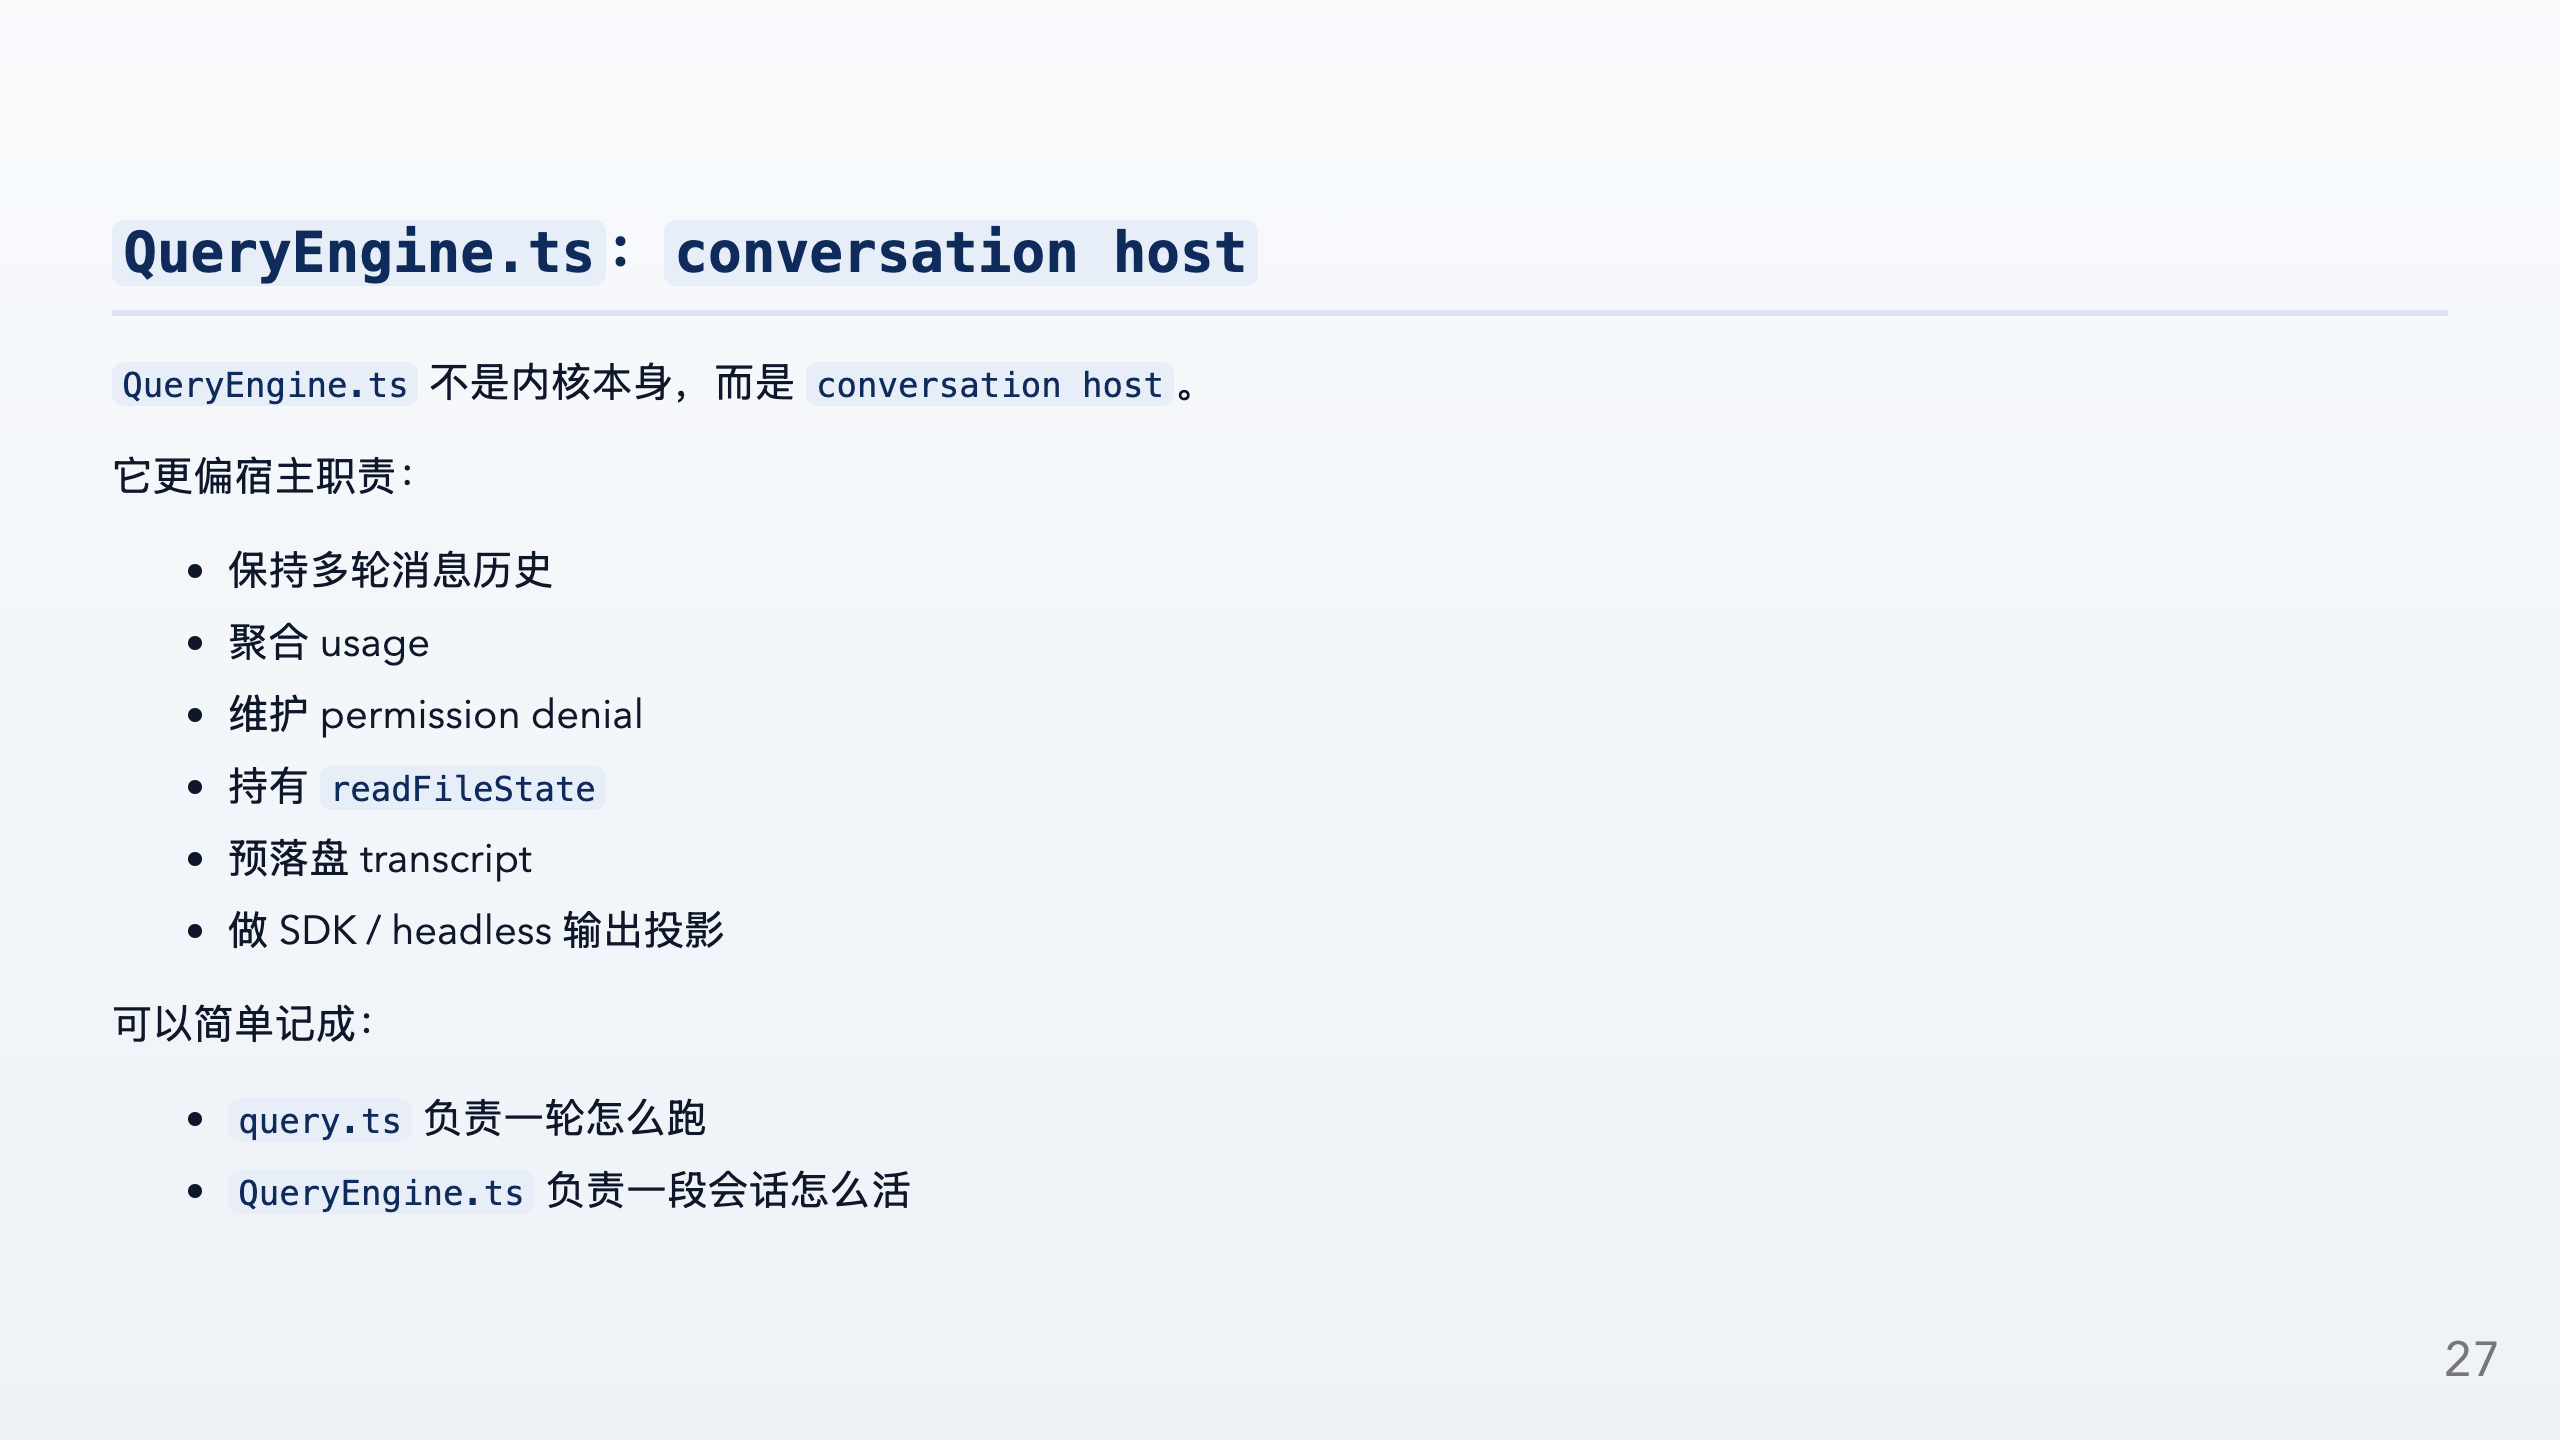 QueryEngine.ts：conversation host
QueryEngine.ts 不是内核本身，而是 conversation host。
它更偏宿主职责：
• 保持多轮消息历史
• 聚合 usage
• 维护 permission denial
• 持有 readFileState
• 预落盘 transcript
• 做 SDK / headless 输出投影
可以简单记成：
• query.ts 负责一轮怎么跑
• QueryEngine.ts 负责一段会话怎么活
27